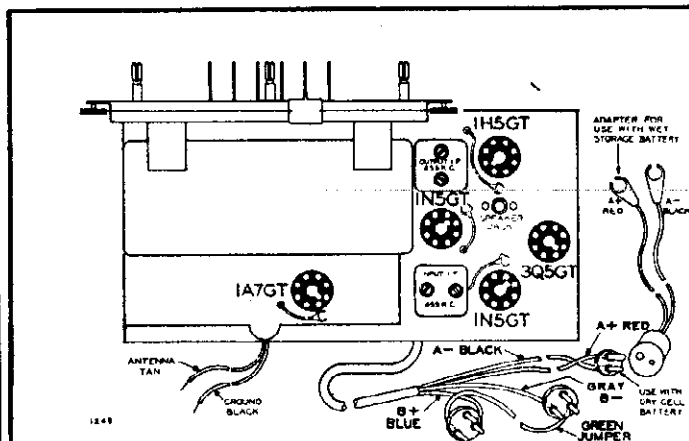 1H5GT
ADAPTER FOR
USE WITH WET
STORAGE BATTERY
OUTPUT I.F.
455 K.C.
A+
RED
A-
BLACK
1N5GT
SPEAKER
3Q5GT
1A7GT
INPUT I.F.
455 K.C.
1N5GT
A+ RED
A- BLACK
ANTENNA
TAN
GRAY
B-
USE WITH
DRY CELL
BATTERY
GROUND
BLACK
B+
BLUE
GREEN
JUMPER